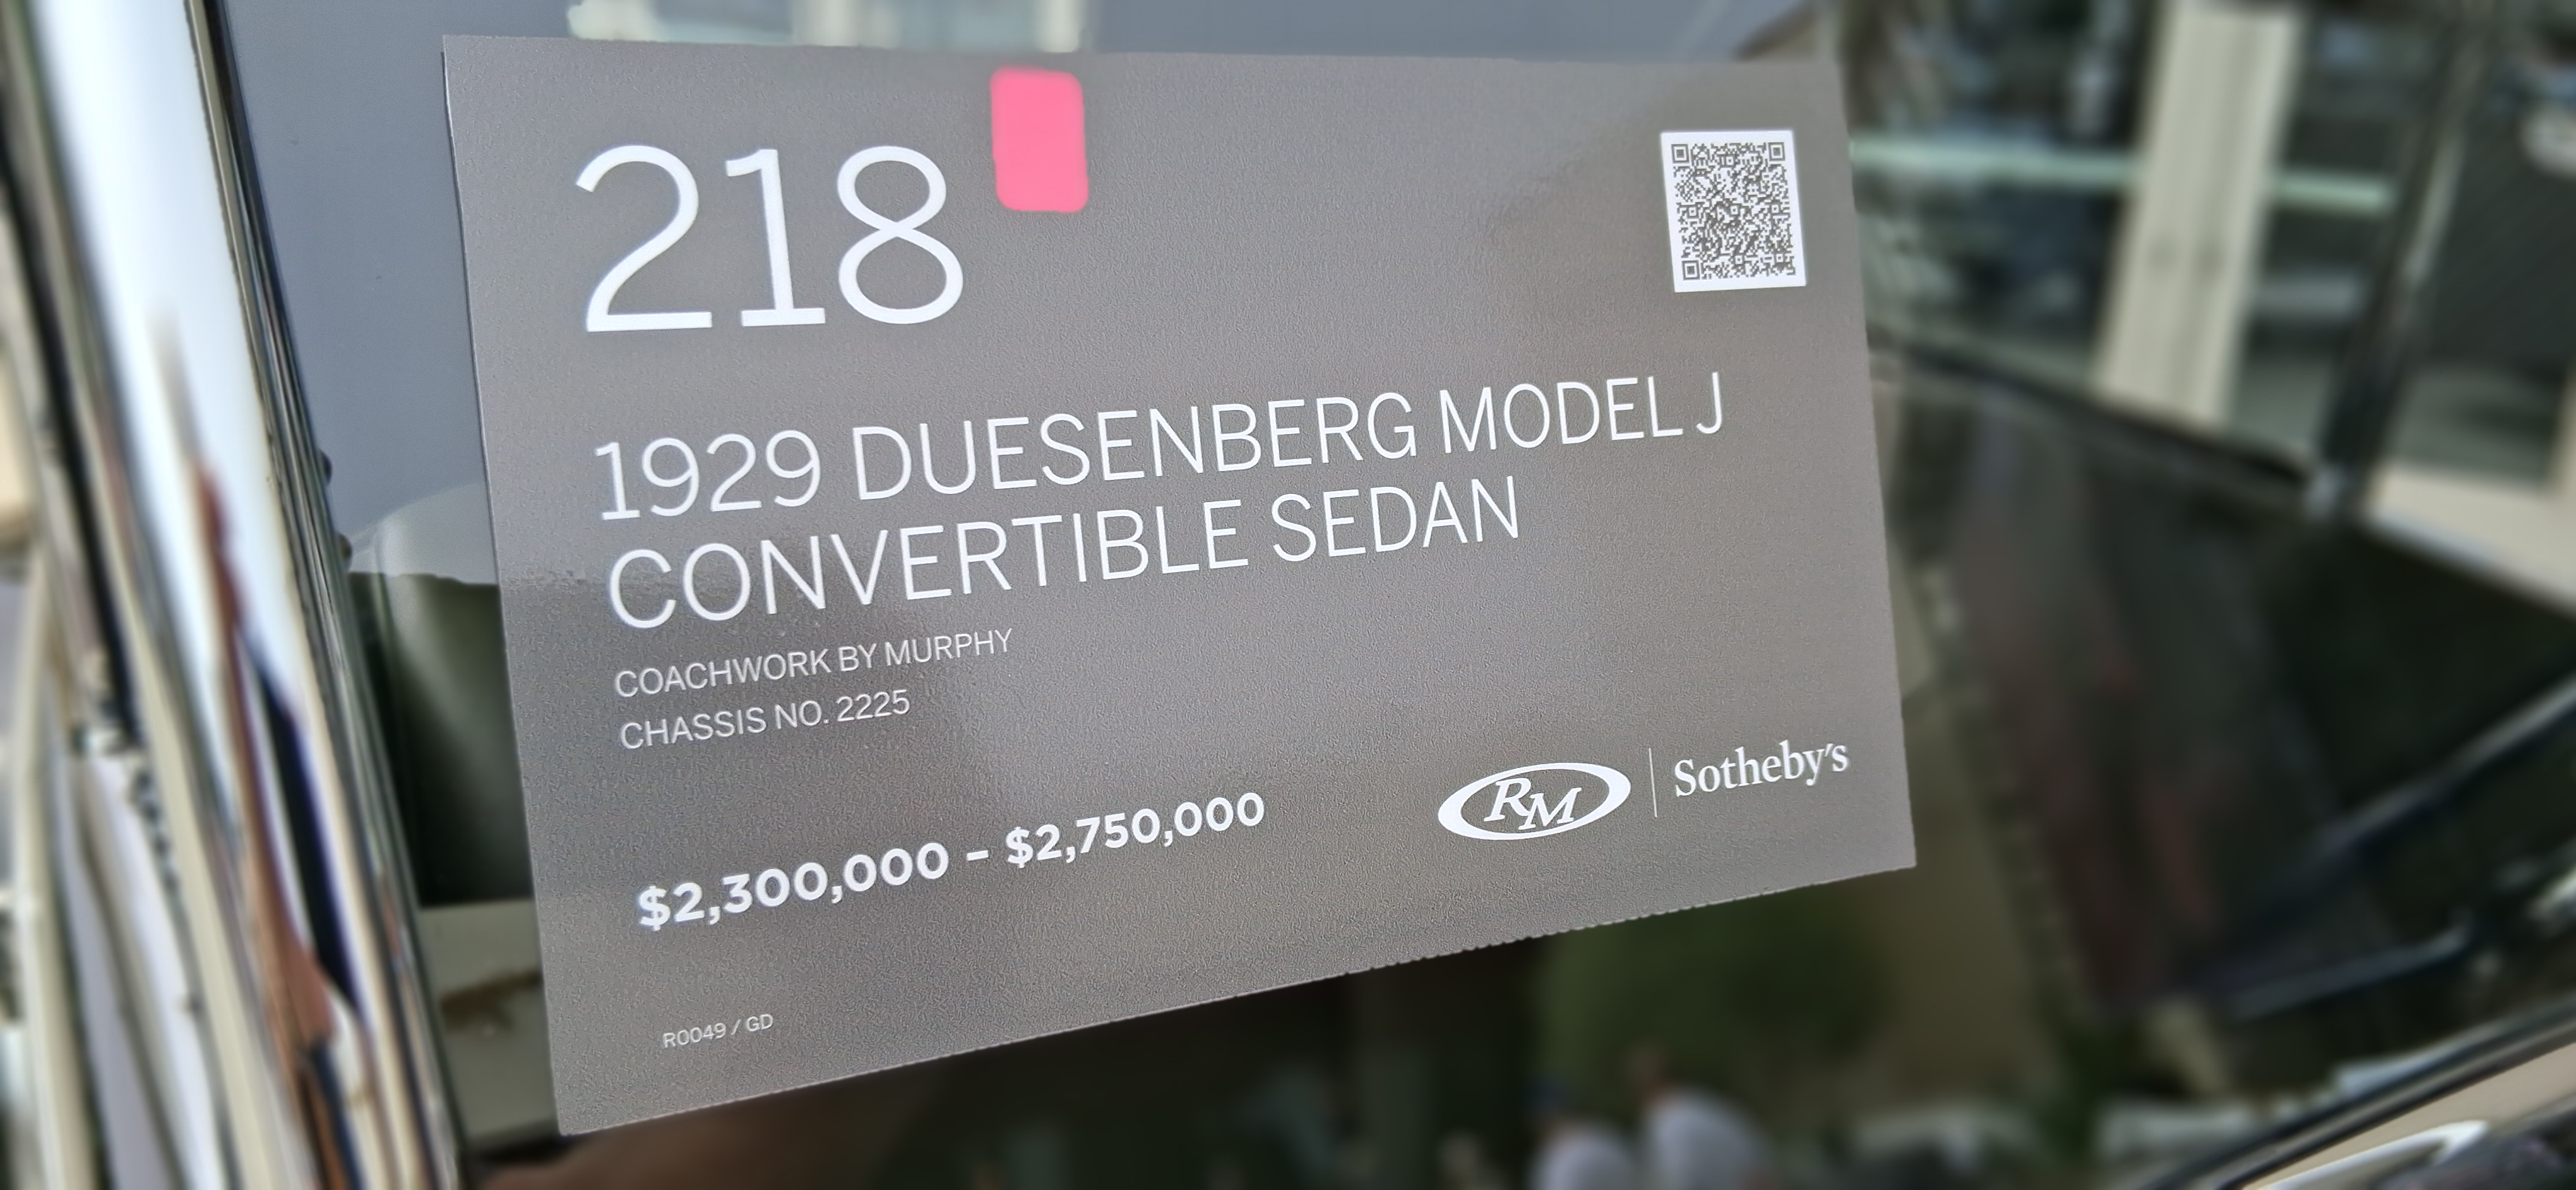 218
1929 DUESENBERG MODEL J
CONVERTIBLE SEDAN
COACHWORK BY MURPHY
CHASSIS NO. 2225
$2,300,000 – $2,750,000
RM Sotheby's
R0049 / GD